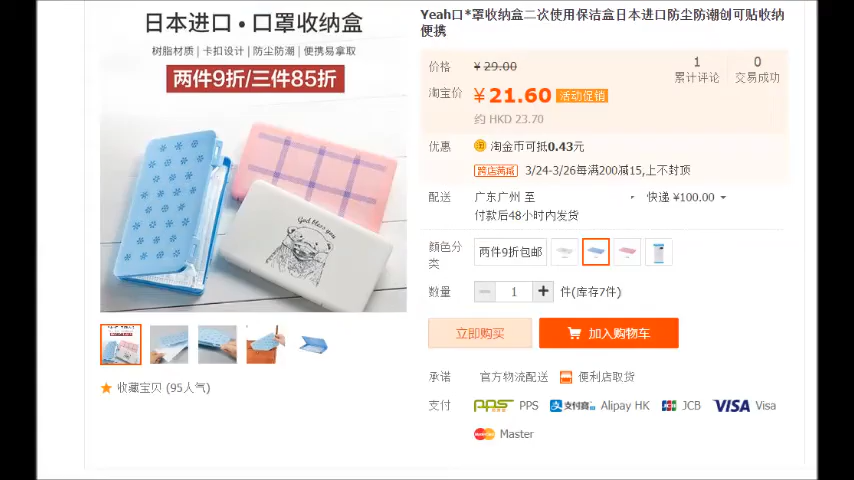 日本进口 • 口罩收纳盒
树脂材质 | 卡扣设计 | 防尘防潮 | 便携易拿取
两件9折/三件85折
God bless you
收藏宝贝 (95人气)
Yeah口*罩收纳盒二次使用保洁盒日本进口防尘防潮创可贴收纳
便携
价格 ¥ 29.00
1 累计评论
0 交易成功
淘宝价 ¥ 21.60 活动促销
约 HKD 23.70
优惠 淘金币可抵0.43元
跨店满减 3/24-3/26每满200减15,上不封顶
配送 广东广州 至 快递 ¥100.00
付款后48小时内发货
颜色分类 两件9折包邮
数量 1 件(库存7件)
立即购买 加入购物车
承诺 官方物流配送 便利店取货
支付 PPS PPS 支付宝 Alipay HK JCB JCB VISA Visa
Master